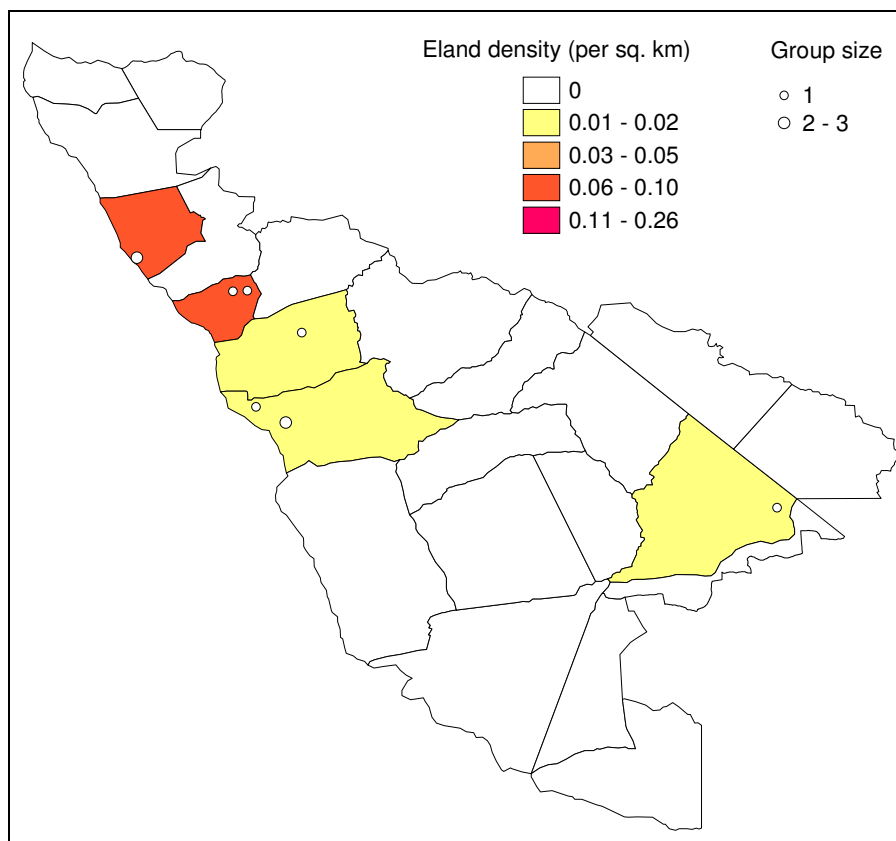 Eland density (per sq. km)
0
0.01 - 0.02
0.03 - 0.05
0.06 - 0.10
0.11 - 0.26
Group size
1
2 - 3